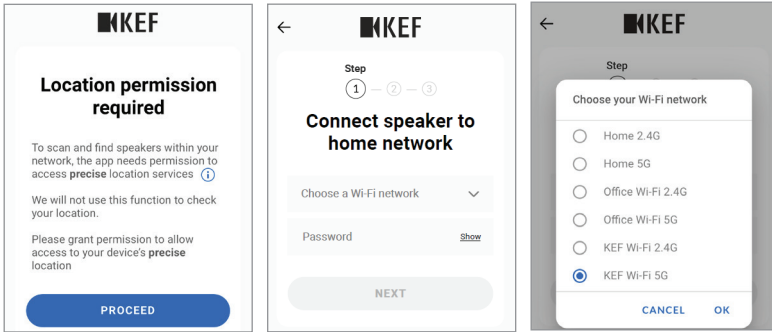 KEF
Location permission
required
To scan and find speakers within your
network, the app needs permission to
access precise location services
We will not use this function to check
your location.
Please grant permission to allow
access to your device's precise
location
PROCEED
KEF
Step
1 2 3
Connect speaker to
home network
Choose a Wi-Fi network
Password Show
NEXT
KEF
Step
Choose your Wi-Fi network
Home 2.4G
Home 5G
Office Wi-Fi 2.4G
Office Wi-Fi 5G
KEF Wi-Fi 2.4G
KEF Wi-Fi 5G
CANCEL OK